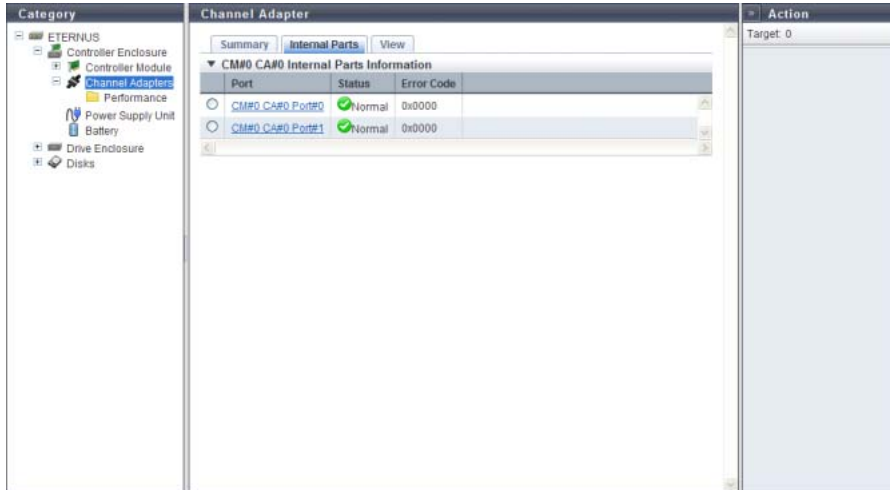 Category
ETERNUS
Controller Enclosure
Controller Module
Channel Adapters
Performance
Power Supply Unit
Battery
Drive Enclosure
Disks
Channel Adapter
Summary Internal Parts View
CM#0 CA#0 Internal Parts Information
Port Status Error Code
CM#0 CA#0 Port#0 Normal 0x0000
CM#0 CA#0 Port#1 Normal 0x0000
Action
Target: 0